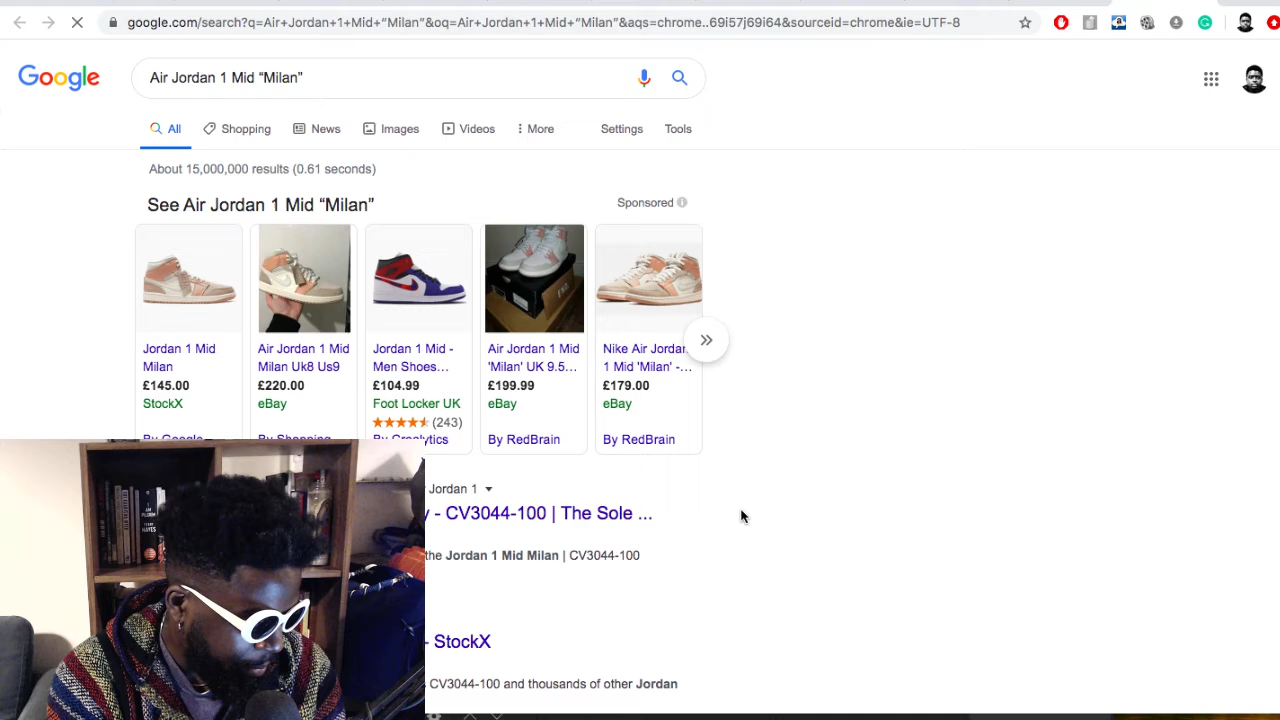 google.com/search?q=Air+Jordan+1+Mid+“Milan”&oq=Air+Jordan+1+Mid+“Milan”&aqs=chrome..69i57j69i64&sourceid=chrome&ie=UTF-8
Google
Air Jordan 1 Mid “Milan”
All
Shopping
News
Images
Videos
More
Settings
Tools
About 15,000,000 results (0.61 seconds)
See Air Jordan 1 Mid “Milan”
Sponsored
Jordan 1 Mid
Milan
£145.00
StockX
By Google
Air Jordan 1 Mid
Milan Uk8 Us9
£220.00
eBay
By Shopping
Jordan 1 Mid -
Men Shoes...
£104.99
Foot Locker UK
(243)
By Croolytics
Air Jordan 1 Mid
'Milan' UK 9.5...
£199.99
eBay
By RedBrain
Nike Air Jordan
1 Mid 'Milan' -...
£179.00
eBay
By RedBrain
Jordan 1
- CV3044-100 | The Sole ...
the Jordan 1 Mid Milan | CV3044-100
- StockX
CV3044-100 and thousands of other Jordan